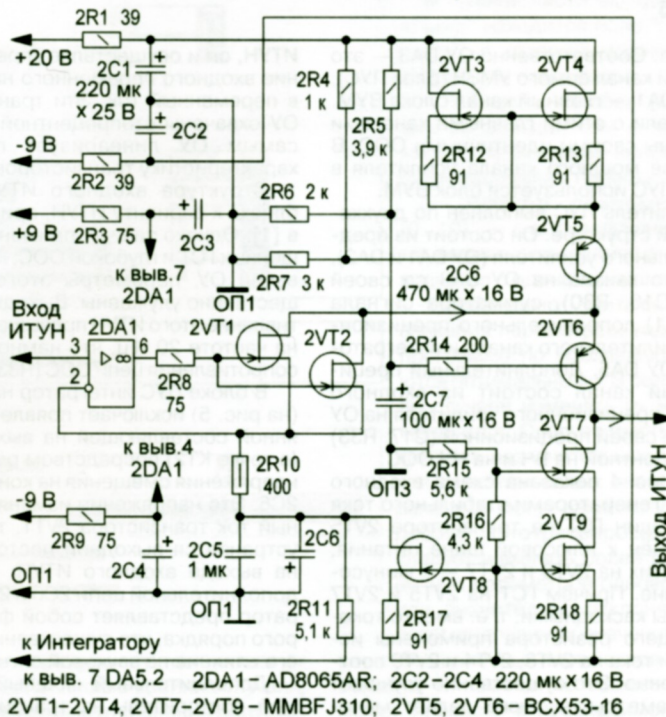 2R1 39
+20 В
2C1
220 мк
× 25 В
2C2
-9 В
2R2 39
+9 В
2R3 75
2C3
к выв.7
2DA1
2R4
1 к
2R5
3,9 к
2R6 2 к
2R7 3 к
2VT3
2VT4
2R12
91
2R13
91
2VT5
2C6
470 мк × 16 В
2VT6
Вход
ИТУН
3
2DA1
6
2
2R8
75
ОП1
2VT1
2VT2
2R14 200
2C7
100 мк × 16 В
2VT7
к выв.4
2DA1
2R10
400
2R15
5,6 к
2R16
4,3 к
2VT9
2VT8
Выход ИТУН
-9 В
2R9 75
2C4
2C5
1 мк
2C6
ОП1
ОП1
2R11
5,1 к
2R17
91
2R18
91
к Интегратору
к выв. 7 DA5.2 2DA1 - AD8065AR; 2C2-2C4 220 мк × 16 В
2VT1-2VT4, 2VT7-2VT9 - MMBFJ310; 2VT5, 2VT6 - BCX53-16